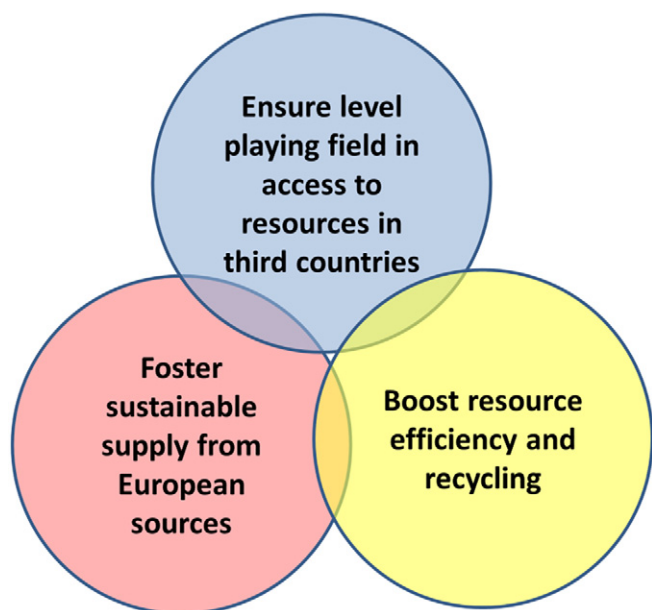 Ensure level
playing field in
access to
resources in
third countries
Foster
sustainable
supply from
European
sources
Boost resource
efficiency and
recycling